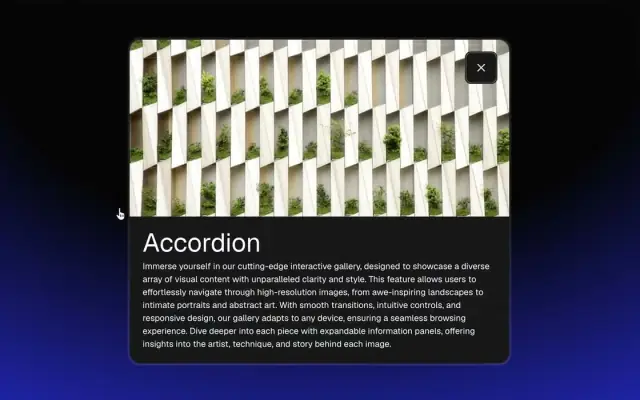 Accordion
Immerse yourself in our cutting-edge interactive gallery, designed to showcase a diverse
array of visual content with unparalleled clarity and style. This feature allows users to
effortlessly navigate through high-resolution images, from awe-inspiring landscapes to
intimate portraits and abstract art. With smooth transitions, intuitive controls, and
responsive design, our gallery adapts to any device, ensuring a seamless browsing
experience. Dive deeper into each piece with expandable information panels, offering
insights into the artist, technique, and story behind each image.